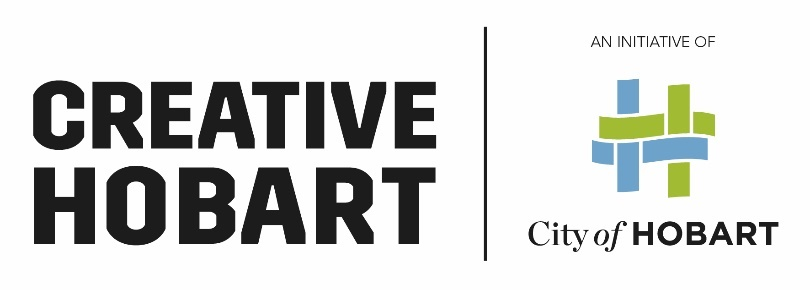 CREATIVE
HOBART
AN INITIATIVE OF
City of HOBART